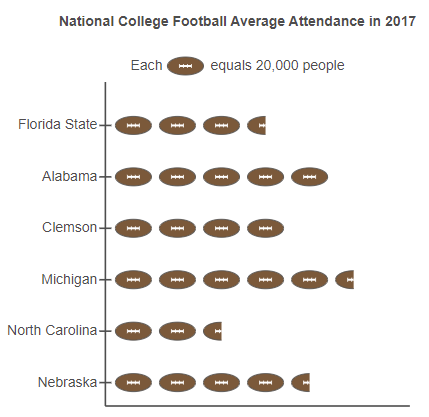 National College Football Average Attendance in 2017
Each equals 20,000 people
Florida State
Alabama
Clemson
Michigan
North Carolina
Nebraska